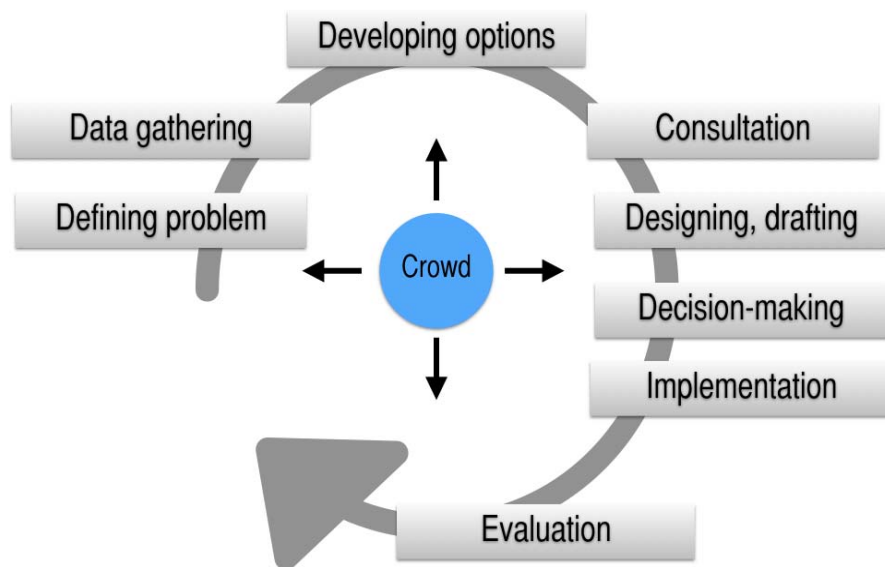 Developing options
Data gathering
Consultation
Defining problem
Designing, drafting
Crowd
Decision-making
Implementation
Evaluation